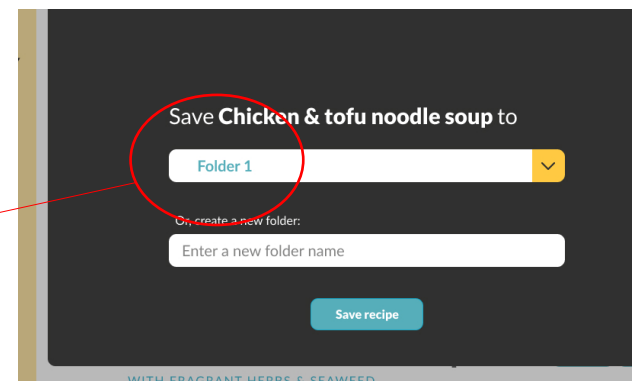 Save Chicken & tofu noodle soup to
Folder 1
Or, create a new folder:
Enter a new folder name
Save recipe
WITH FRAGRANT HERBS & SEAWEED